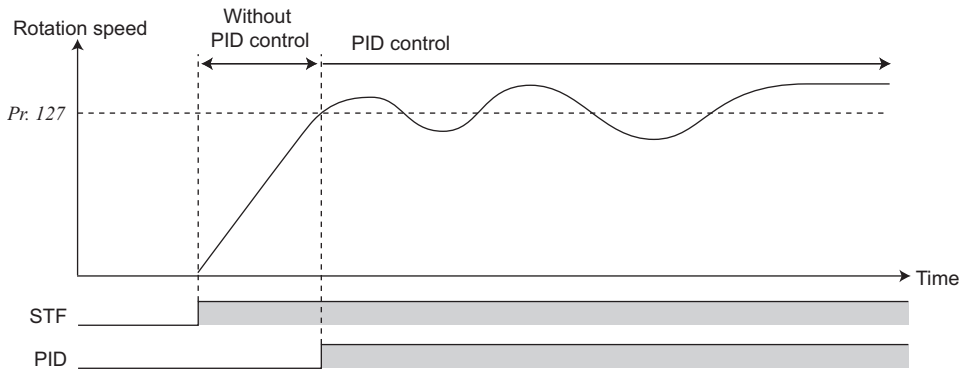 Rotation speed
Without
PID control
PID control
Pr. 127
Time
STF
PID